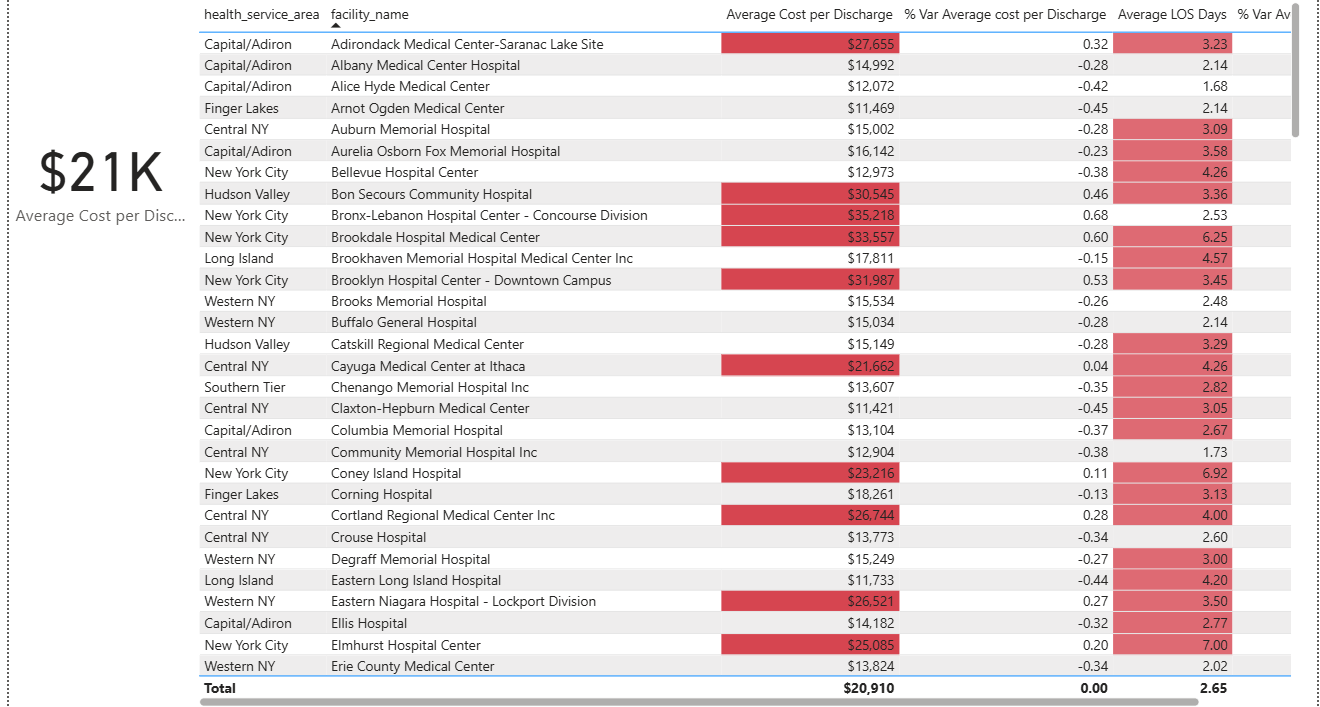 health_service_area facility_name Average Cost per Discharge % Var Average cost per Discharge Average LOS Days % Var Av
Capital/Adiron Adirondack Medical Center-Saranac Lake Site $27,655 0.32 3.23
Capital/Adiron Albany Medical Center Hospital $14,992 -0.28 2.14
Capital/Adiron Alice Hyde Medical Center $12,072 -0.42 1.68
Finger Lakes Arnot Ogden Medical Center $11,469 -0.45 2.14
Central NY Auburn Memorial Hospital $15,002 -0.28 3.09
Capital/Adiron Aurelia Osborn Fox Memorial Hospital $16,142 -0.23 3.58
New York City Bellevue Hospital Center $12,973 -0.38 4.26
Hudson Valley Bon Secours Community Hospital $30,545 0.46 3.36
New York City Bronx-Lebanon Hospital Center - Concourse Division $35,218 0.68 2.53
New York City Brookdale Hospital Medical Center $33,557 0.60 6.25
Long Island Brookhaven Memorial Hospital Medical Center Inc $17,811 -0.15 4.57
New York City Brooklyn Hospital Center - Downtown Campus $31,987 0.53 3.45
Western NY Brooks Memorial Hospital $15,534 -0.26 2.48
Western NY Buffalo General Hospital $15,034 -0.28 2.14
Hudson Valley Catskill Regional Medical Center $15,149 -0.28 3.29
Central NY Cayuga Medical Center at Ithaca $21,662 0.04 4.26
Southern Tier Chenango Memorial Hospital Inc $13,607 -0.35 2.82
Central NY Claxton-Hepburn Medical Center $11,421 -0.45 3.05
Capital/Adiron Columbia Memorial Hospital $13,104 -0.37 2.67
Central NY Community Memorial Hospital Inc $12,904 -0.38 1.73
New York City Coney Island Hospital $23,216 0.11 6.92
Finger Lakes Corning Hospital $18,261 -0.13 3.13
Central NY Cortland Regional Medical Center Inc $26,744 0.28 4.00
Central NY Crouse Hospital $13,773 -0.34 2.60
Western NY Degraff Memorial Hospital $15,249 -0.27 3.00
Long Island Eastern Long Island Hospital $11,733 -0.44 4.20
Western NY Eastern Niagara Hospital - Lockport Division $26,521 0.27 3.50
Capital/Adiron Ellis Hospital $14,182 -0.32 2.77
New York City Elmhurst Hospital Center $25,085 0.20 7.00
Western NY Erie County Medical Center $13,824 -0.34 2.02
Total $20,910 0.00 2.65
$21K
Average Cost per Disc...